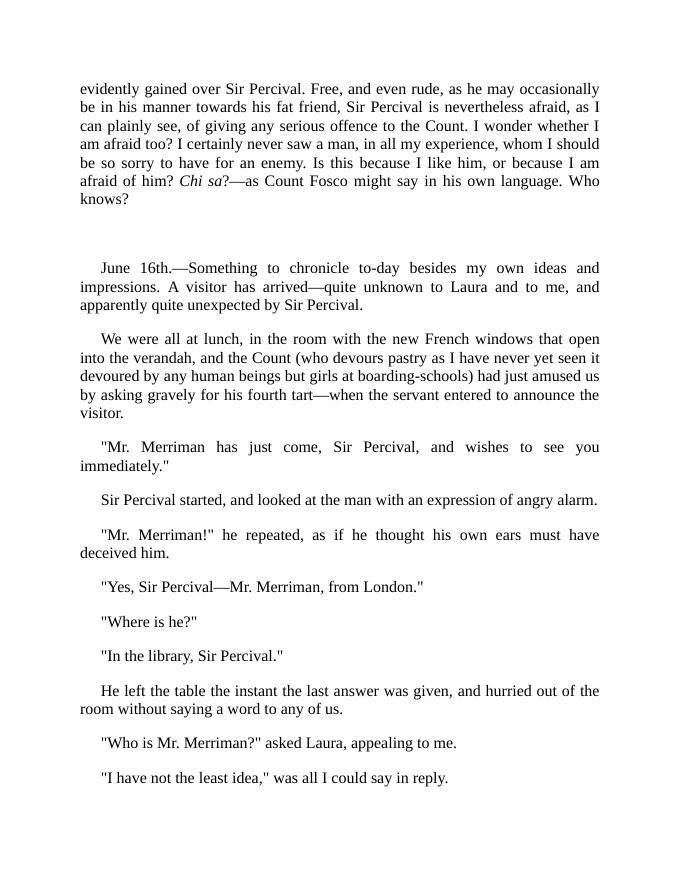 evidently gained over Sir Percival. Free, and even rude, as he may occasionally
be in his manner towards his fat friend, Sir Percival is nevertheless afraid, as I
can plainly see, of giving any serious offence to the Count. I wonder whether I
am afraid too? I certainly never saw a man, in all my experience, whom I should
be so sorry to have for an enemy. Is this because I like him, or because I am
afraid of him? Chi sa?—as Count Fosco might say in his own language. Who
knows?
June 16th.—Something to chronicle to-day besides my own ideas and
impressions. A visitor has arrived—quite unknown to Laura and to me, and
apparently quite unexpected by Sir Percival.
We were all at lunch, in the room with the new French windows that open
into the verandah, and the Count (who devours pastry as I have never yet seen it
devoured by any human beings but girls at boarding-schools) had just amused us
by asking gravely for his fourth tart—when the servant entered to announce the
visitor.
"Mr. Merriman has just come, Sir Percival, and wishes to see you
immediately."
Sir Percival started, and looked at the man with an expression of angry alarm.
"Mr. Merriman!" he repeated, as if he thought his own ears must have
deceived him.
"Yes, Sir Percival—Mr. Merriman, from London."
"Where is he?"
"In the library, Sir Percival."
He left the table the instant the last answer was given, and hurried out of the
room without saying a word to any of us.
"Who is Mr. Merriman?" asked Laura, appealing to me.
"I have not the least idea," was all I could say in reply.